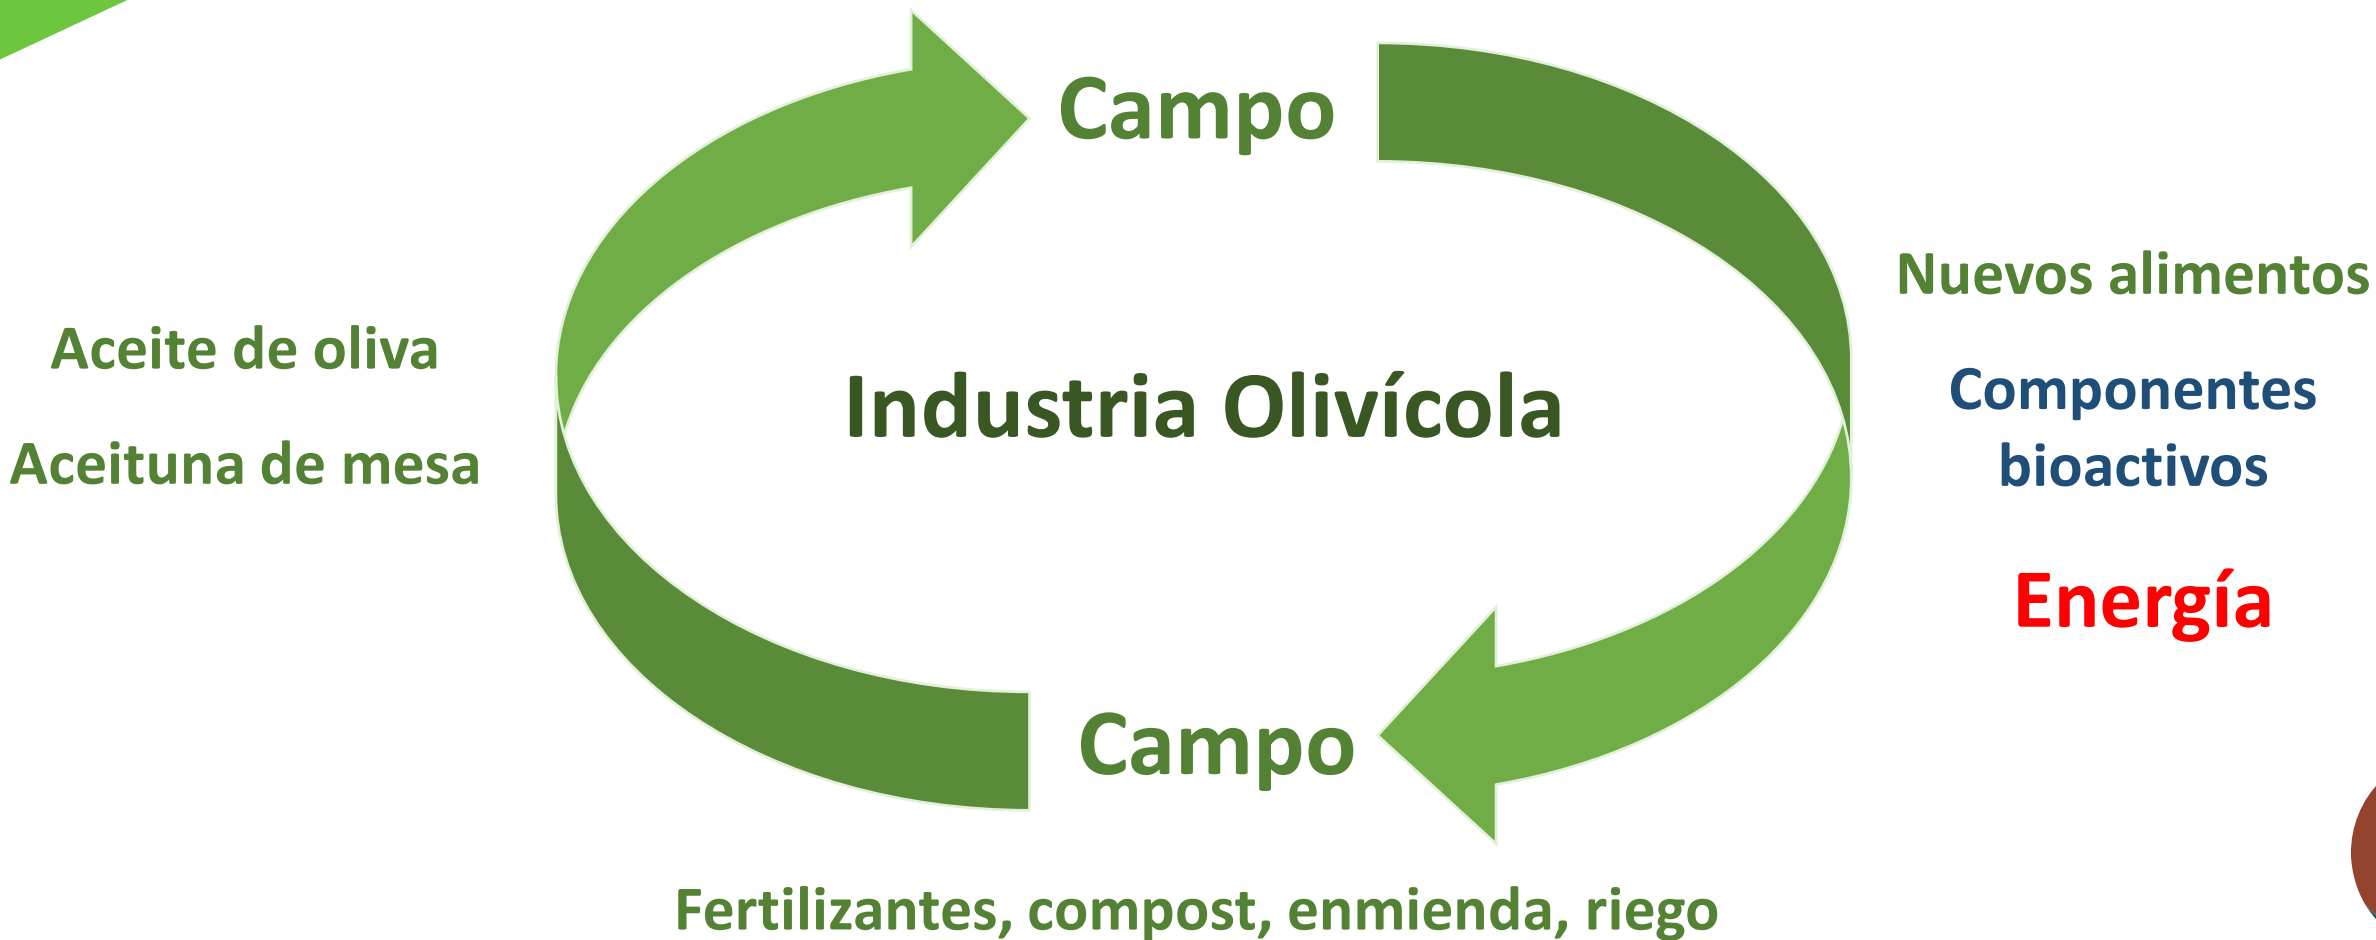 Campo
Nuevos alimentos
Aceite de oliva
Industria Olivícola
Componentes
bioactivos
Aceituna de mesa
Energía
Campo
Fertilizantes, compost, enmienda, riego